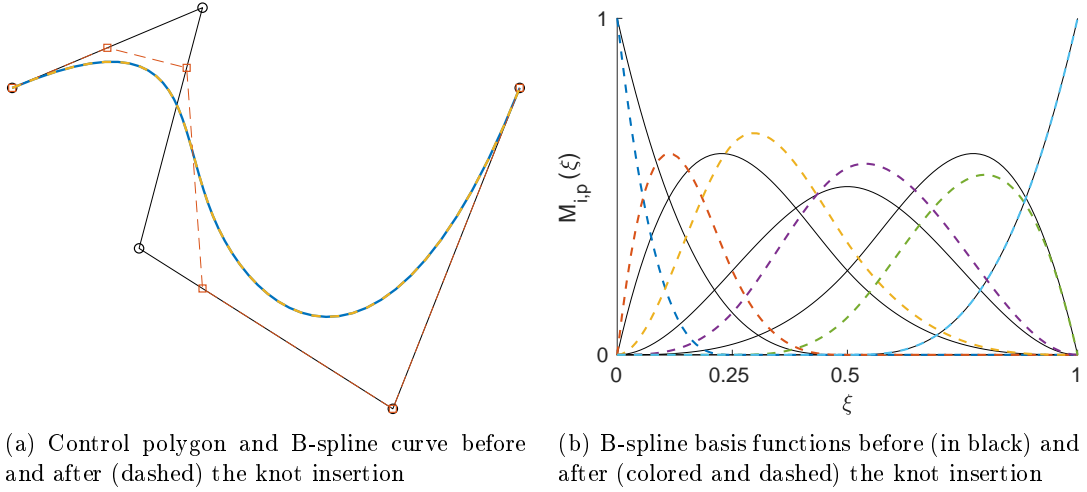 1
M_{i,p}(ξ)
0
0
0.25
0.5
1
ξ
(a) Control polygon and B-spline curve before
and after (dashed) the knot insertion
(b) B-spline basis functions before (in black) and
after (colored and dashed) the knot insertion